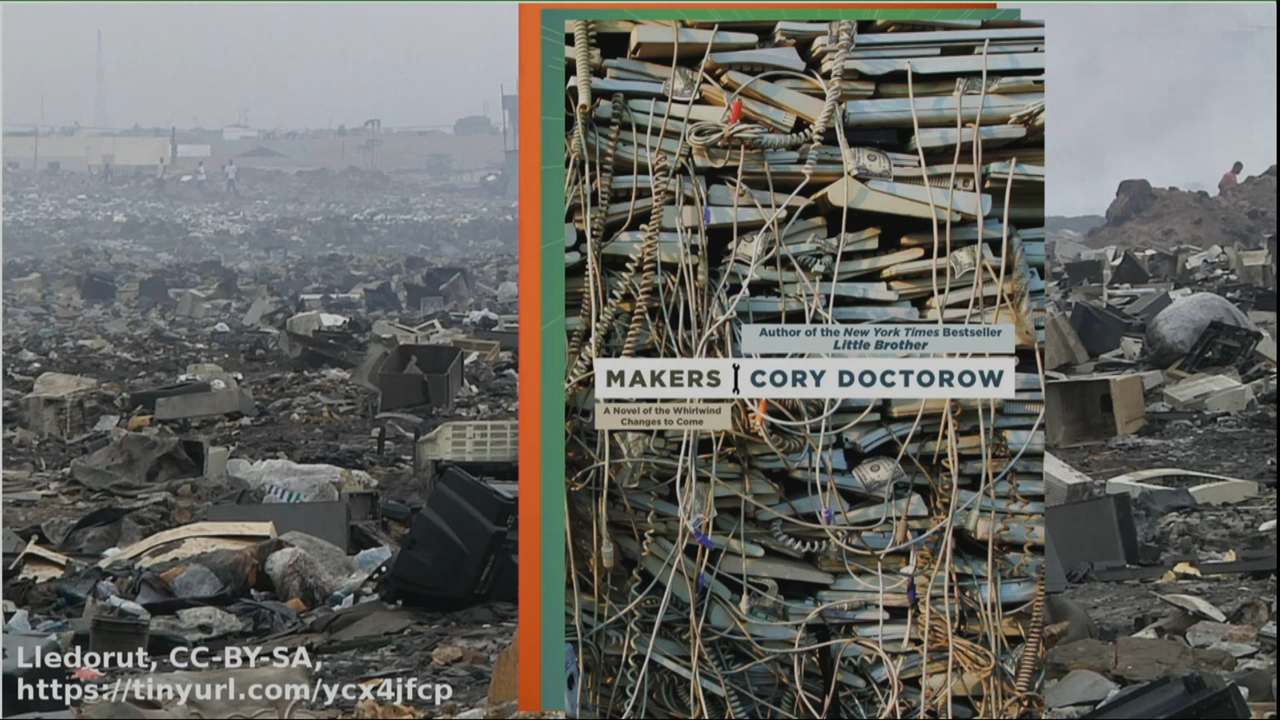 Author of the New York Times Bestseller
Little Brother
MAKERS CORY DOCTOROW
A Novel of the Whirlwind
Changes to Come
Lledorut, CC-BY-SA,
https://tinyurl.com/ycx4jfcp